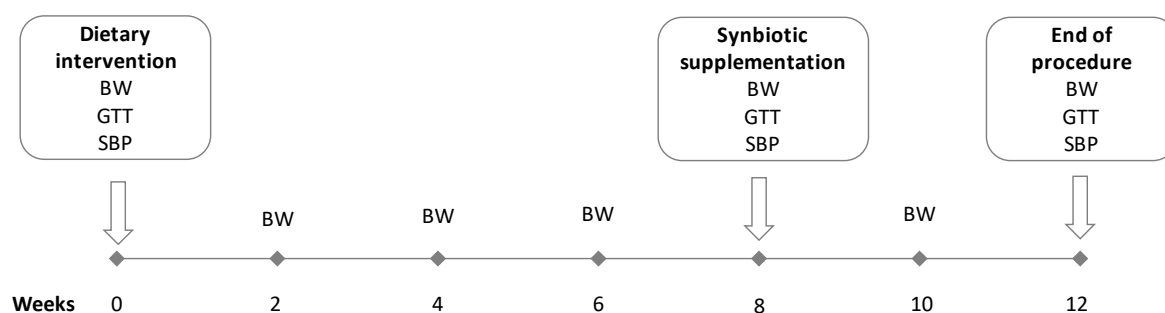 Dietary
intervention
BW
GTT
SBP
Synbiotic
supplementation
BW
GTT
SBP
End of
procedure
BW
GTT
SBP
BW
BW
BW
BW
Weeks 0 2 4 6 8 10 12